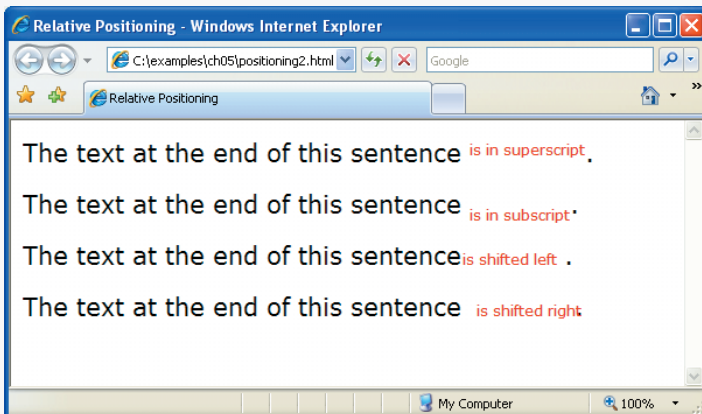 Relative Positioning - Windows Internet Explorer
C:\examples\ch05\positioning2.html Google
Relative Positioning
The text at the end of this sentence is in superscript.
The text at the end of this sentence is in subscript.
The text at the end of this sentence is shifted left .
The text at the end of this sentence is shifted right.
My Computer 100%